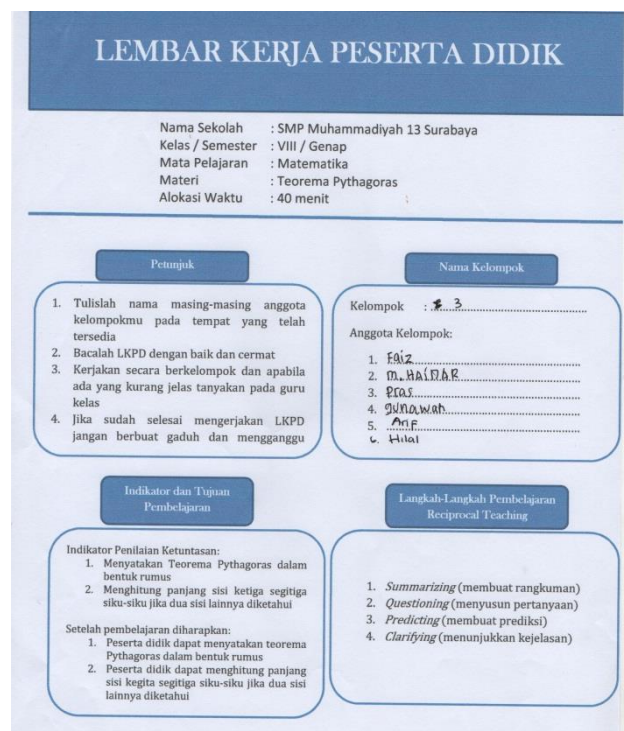 LEMBAR KERJA PESERTA DIDIK
Nama Sekolah : SMP Muhammadiyah 13 Surabaya
Kelas / Semester : VIII / Genap
Mata Pelajaran : Matematika
Materi : Teorema Pythagoras
Alokasi Waktu : 40 menit
Petunjuk
1. Tulislah nama masing-masing anggota
kelompokmu pada tempat yang telah
tersedia
2. Bacalah LKPD dengan baik dan cermat
3. Kerjakan secara berkelompok dan apabila
ada yang kurang jelas tanyakan pada guru
kelas
4. Jika sudah selesai mengerjakan LKPD
jangan berbuat gaduh dan mengganggu
Nama Kelompok
Kelompok : 3
Anggota Kelompok:
1. Faiz
2. M. HAIDAR
3. Pras
4. gunawan
5. Arif
6. Hilal
Indikator dan Tujuan
Pembelajaran
Indikator Penilaian Ketuntasan:
1. Menyatakan Teorema Pythagoras dalam
bentuk rumus
2. Menghitung panjang sisi ketiga segitiga
siku-siku jika dua sisi lainnya diketahui
Setelah pembelajaran diharapkan:
1. Peserta didik dapat menyatakan teorema
Pythagoras dalam bentuk rumus
2. Peserta didik dapat menghitung panjang
sisi kegita segitiga siku-siku jika dua sisi
lainnya diketahui
Langkah-Langkah Pembelajaran
Reciprocal Teaching
1. Summarizing (membuat rangkuman)
2. Questioning (menyusun pertanyaan)
3. Predicting (membuat prediksi)
4. Clarifying (menunjukkan kejelasan)